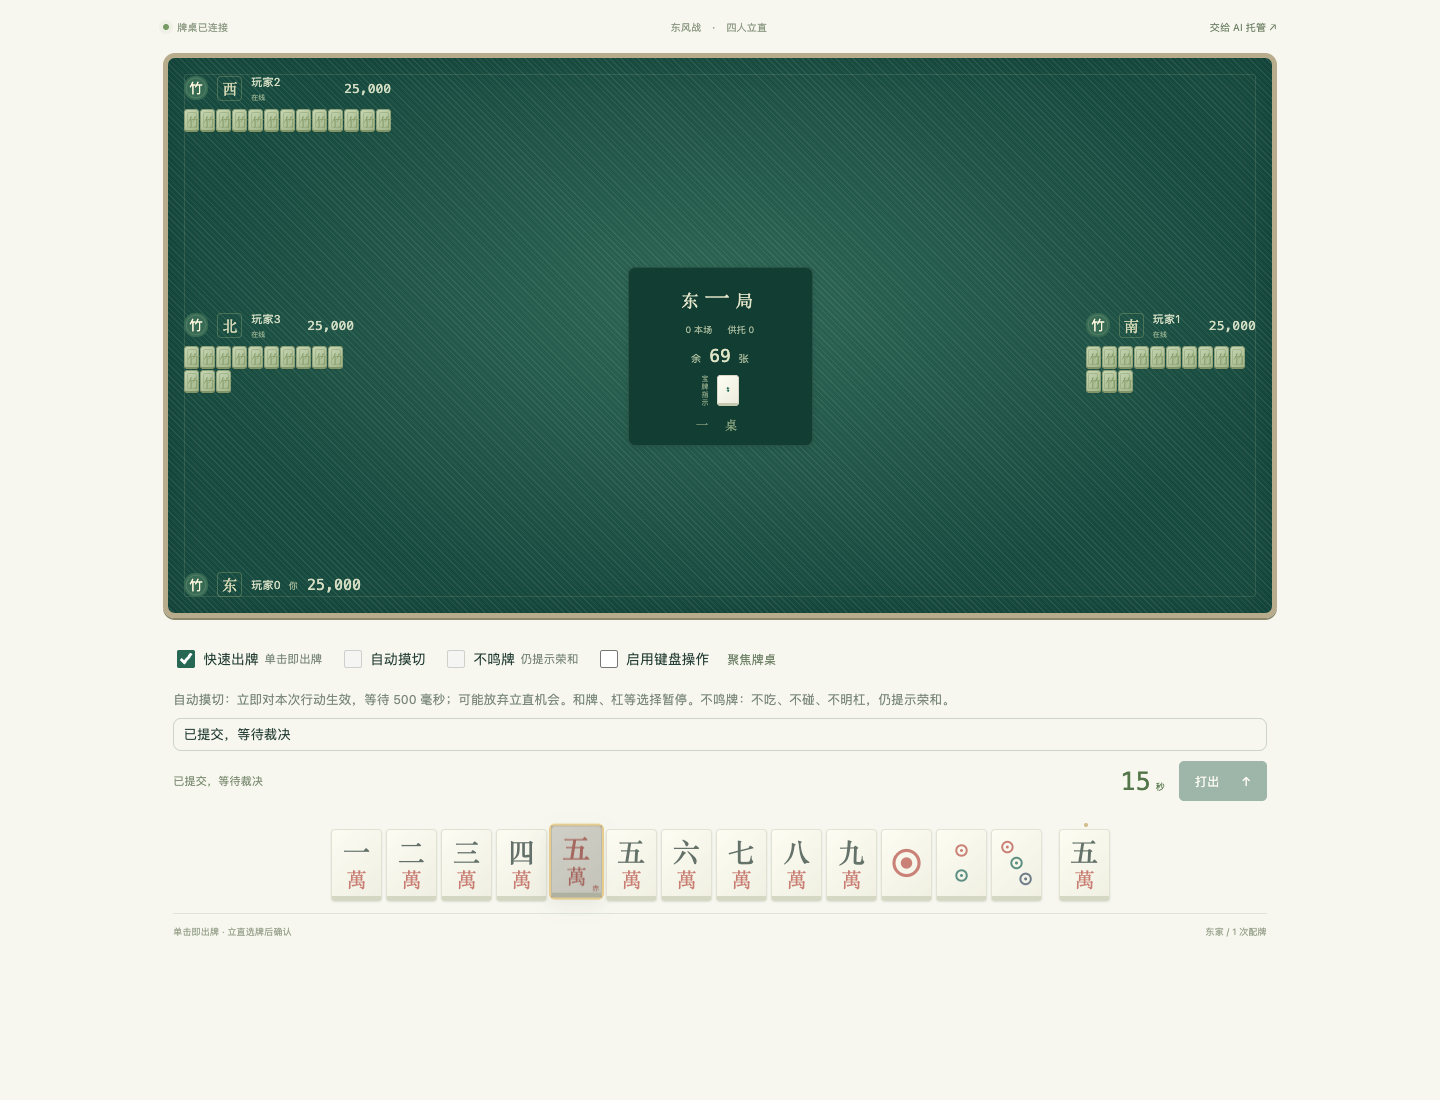 牌桌已连接
东风战 · 四人立直
交给 AI 托管 ↗
竹 西 玩家2 在线 25,000
竹 北 玩家3 在线 25,000
东一局
0 本场 供托 0
余 69 张
宝牌指示
一 桌
竹 南 玩家1 在线 25,000
竹 东 玩家0 你 25,000
快速出牌 单击即出牌 自动摸切 不鸣牌 仍提示荣和 启用键盘操作 聚焦牌桌
自动摸切：立即对本次行动生效，等待 500 毫秒；可能放弃立直机会。和牌、杠等选择暂停。不鸣牌：不吃、不碰、不明杠，仍提示荣和。
已提交，等待裁决
已提交，等待裁决
15 秒
打出 ↑
一萬 二萬 三萬 四萬 五萬赤 五萬 六萬 七萬 八萬 九萬 五萬
单击即出牌 · 立直选牌后确认
东家 / 1 次配牌